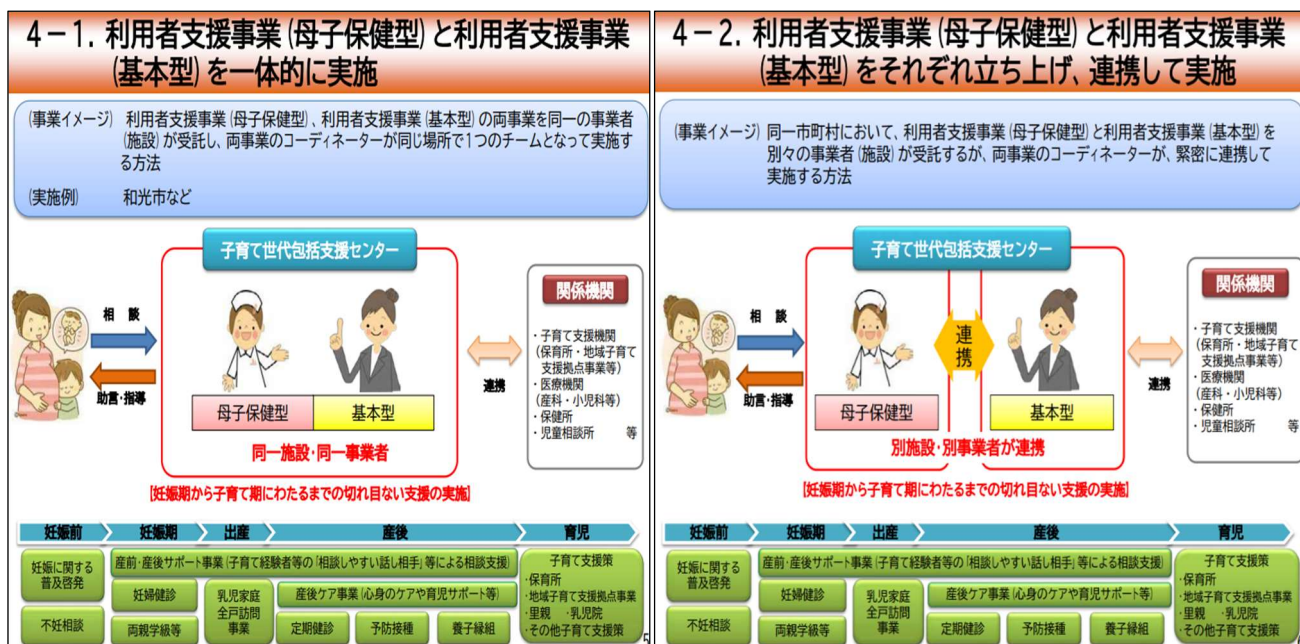 4－1．利用者支援事業(母子保健型)と利用者支援事業
(基本型)を一体的に実施
(事業イメージ)　利用者支援事業(母子保健型)、利用者支援事業(基本型)の両事業を同一の事業者
(施設)が受託し、両事業のコーディネーターが同じ場所で1つのチームとなって実施す
る方法
(実施例)　和光市など
子育て世代包括支援センター
関係機関
相　談
助言・指導
母子保健型
基本型
同一施設・同一事業者
連携
・子育て支援機関
(保育所・地域子育て
支援拠点事業等)
・医療機関
(産科・小児科等)
・保健所
・児童相談所　等
[妊娠期から子育て期にわたるまでの切れ目ない支援の実施]
妊娠前　妊娠期　出産　産後　育児
妊娠に関する
普及啓発
不妊相談
産前・産後サポート事業(子育て経験者等の「相談しやすい話し相手」等による相談支援)
妊婦健診
両親学級等
乳児家庭
全戸訪問
事業
産後ケア事業(心身のケアや育児サポート等)
定期健診
予防接種
養子縁組
子育て支援策
・保育所
・地域子育て支援拠点事業
・里親　・乳児院
・その他子育て支援策
5
4－2．利用者支援事業(母子保健型)と利用者支援事業
(基本型)をそれぞれ立ち上げ、連携して実施
(事業イメージ)　同一市町村において、利用者支援事業(母子保健型)と利用者支援事業(基本型)を
別々の事業者(施設)が受託するが、両事業のコーディネーターが、緊密に連携して
実施する方法
子育て世代包括支援センター
関係機関
相　談
助言・指導
連携
母子保健型
基本型
別施設・別事業者が連携
連携
・子育て支援機関
(保育所・地域子育て
支援拠点事業等)
・医療機関
(産科・小児科等)
・保健所
・児童相談所　等
[妊娠期から子育て期にわたるまでの切れ目ない支援の実施]
妊娠前　妊娠期　出産　産後　育児
妊娠に関する
普及啓発
不妊相談
産前・産後サポート事業(子育て経験者等の「相談しやすい話し相手」等による相談支援)
妊婦健診
両親学級等
乳児家庭
全戸訪問
事業
産後ケア事業(心身のケアや育児サポート等)
定期健診
予防接種
養子縁組
子育て支援策
・保育所
・地域子育て支援拠点事業
・里親　・乳児院
・その他子育て支援策